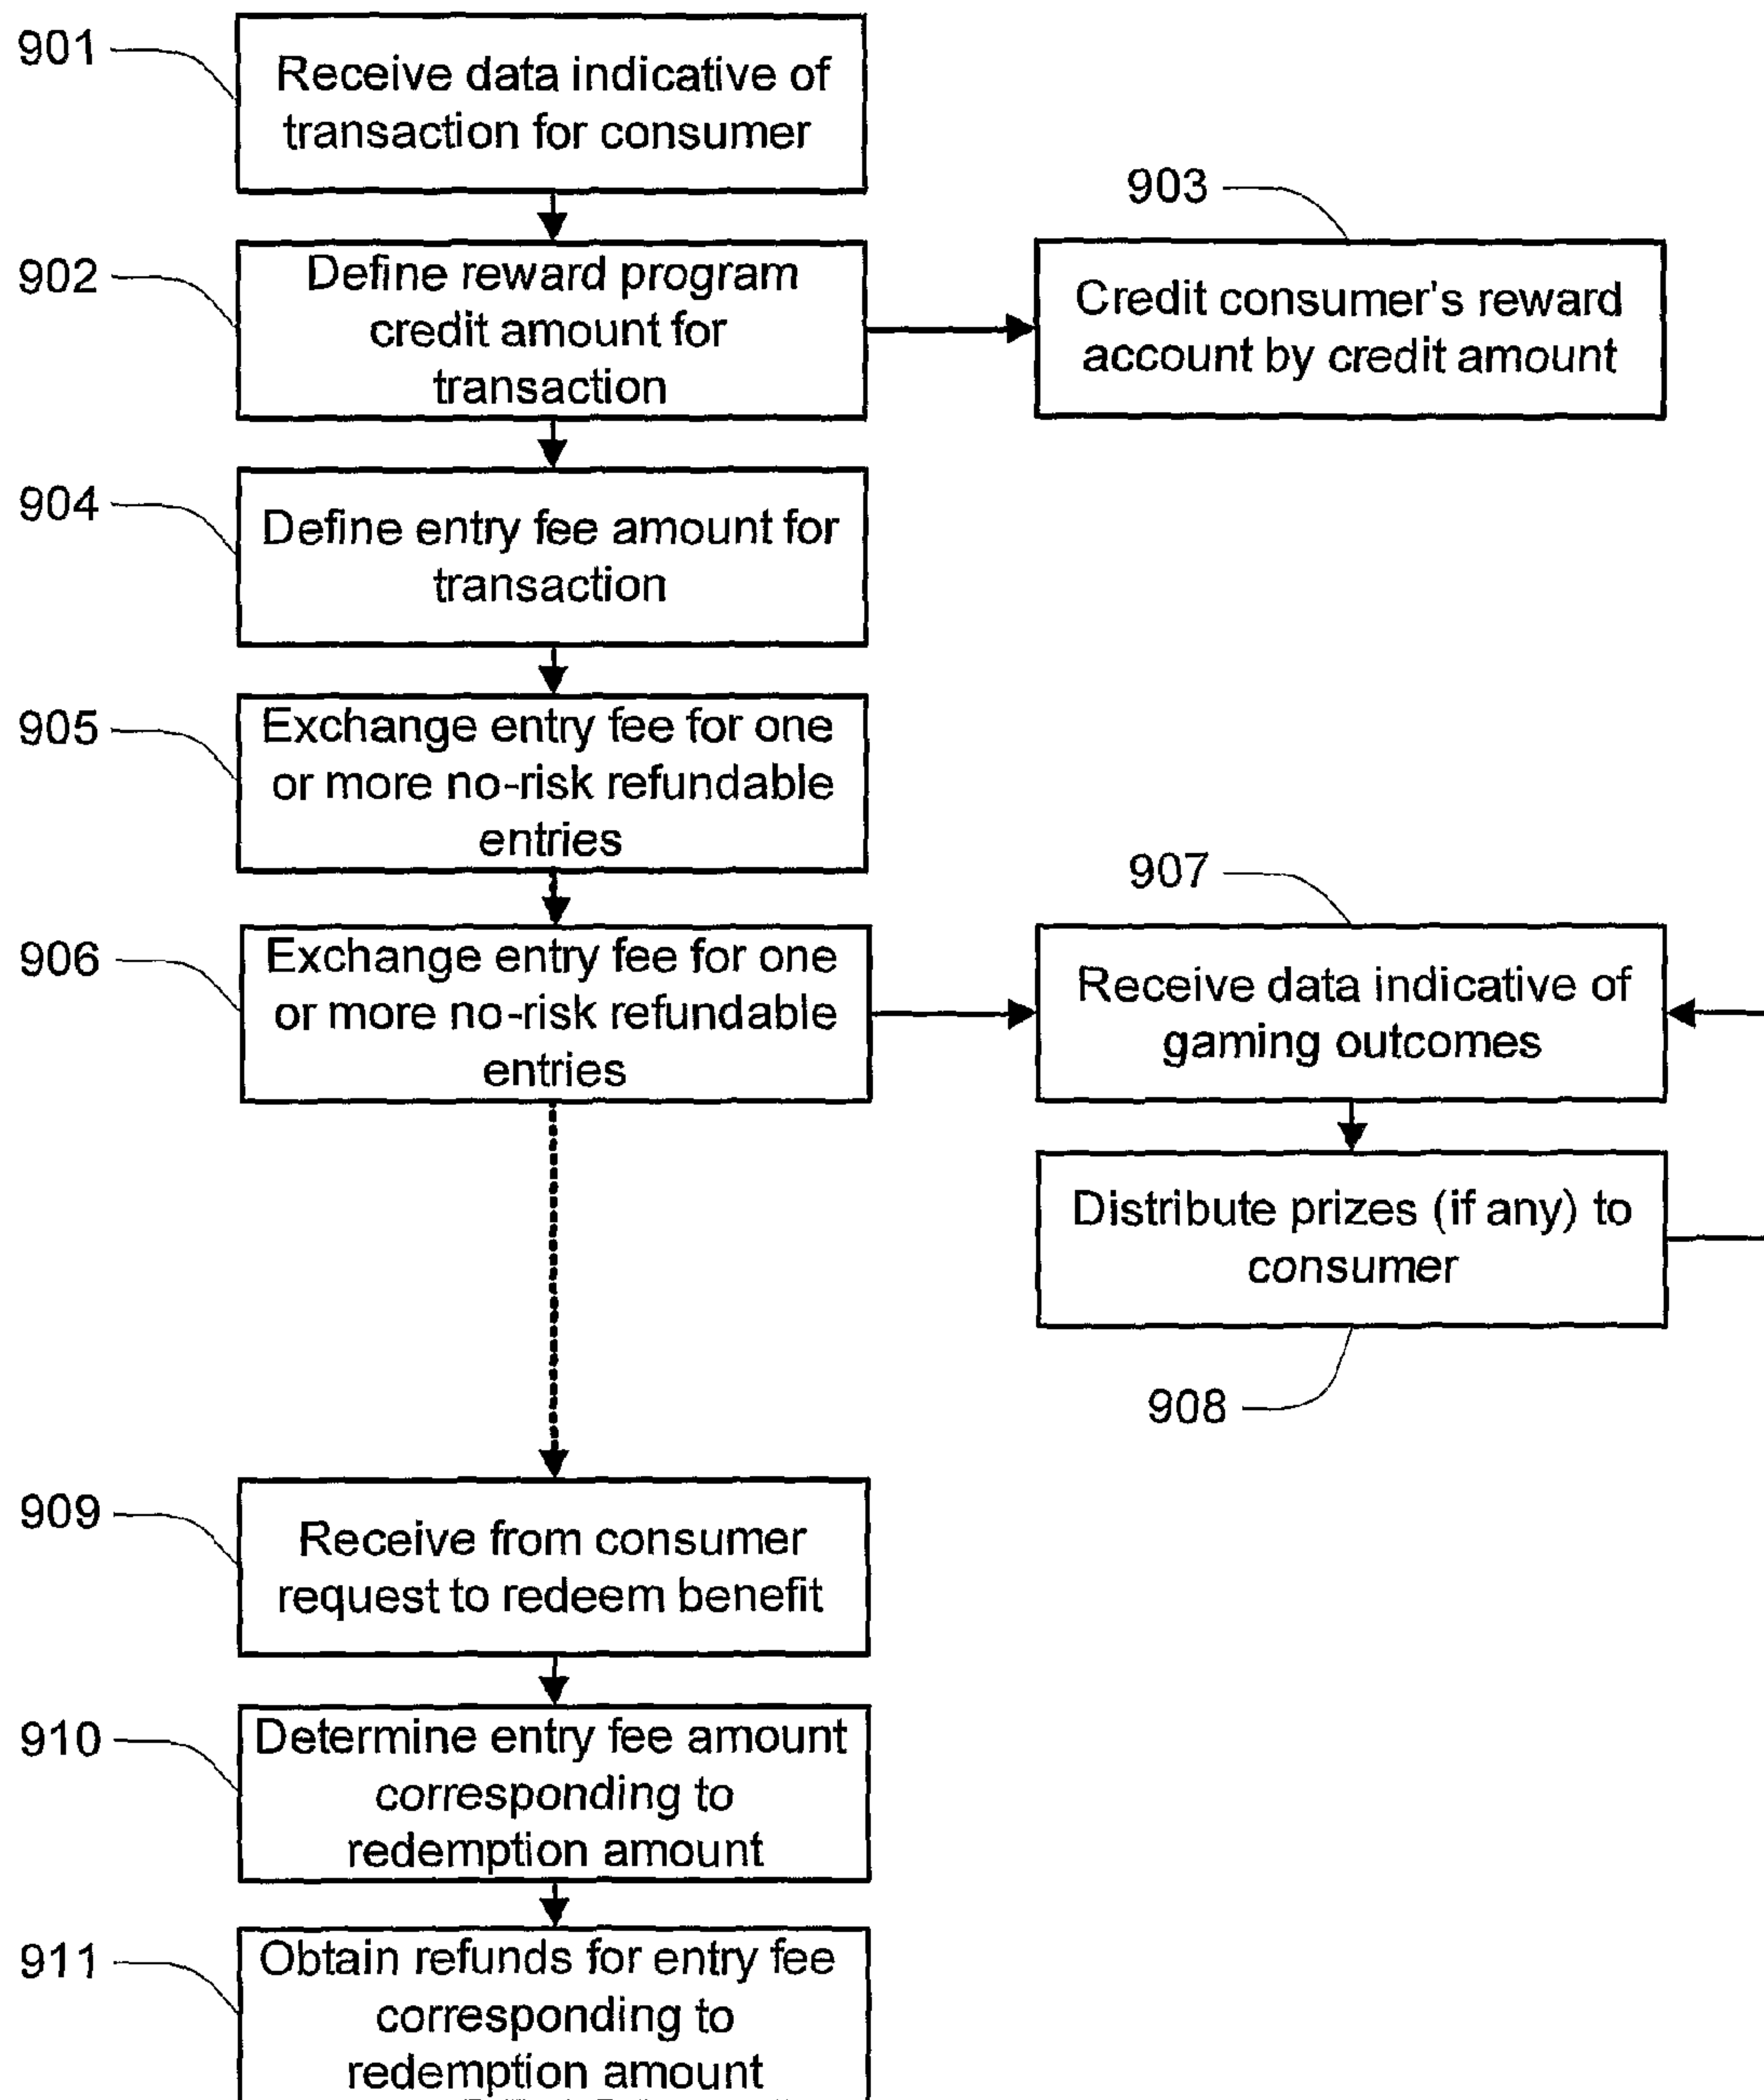 901
Receive data indicative of
transaction for consumer
902
Define reward program
credit amount for
transaction
903
Credit consumer's reward
account by credit amount
904
Define entry fee amount for
transaction
905
Exchange entry fee for one
or more no-risk refundable
entries
906
Exchange entry fee for one
or more no-risk refundable
entries
907
Receive data indicative of
gaming outcomes
Distribute prizes (if any) to
consumer
908
909
Receive from consumer
request to redeem benefit
910
Determine entry fee amount
corresponding to
redemption amount
911
Obtain refunds for entry fee
corresponding to
redemption amount